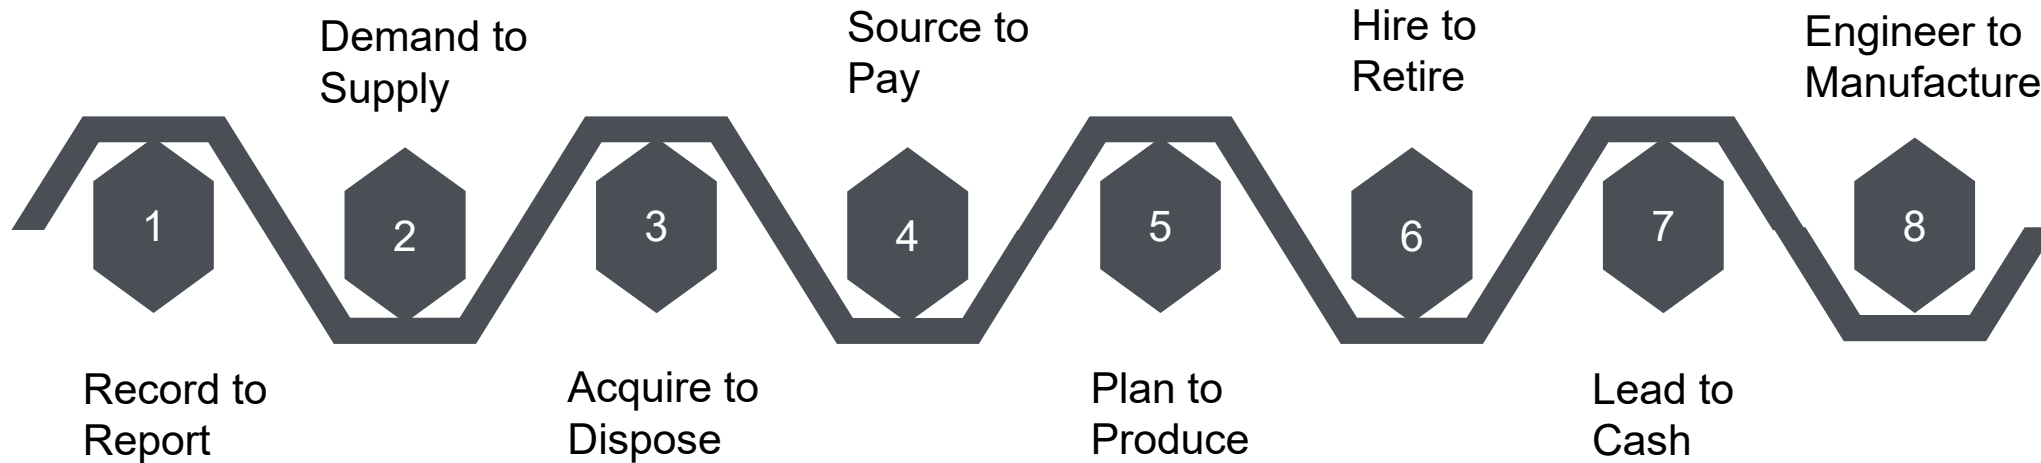 1
Record to
Report
2
Demand to
Supply
3
Acquire to
Dispose
4
Source to
Pay
5
Plan to
Produce
6
Hire to
Retire
7
Lead to
Cash
8
Engineer to
Manufacture